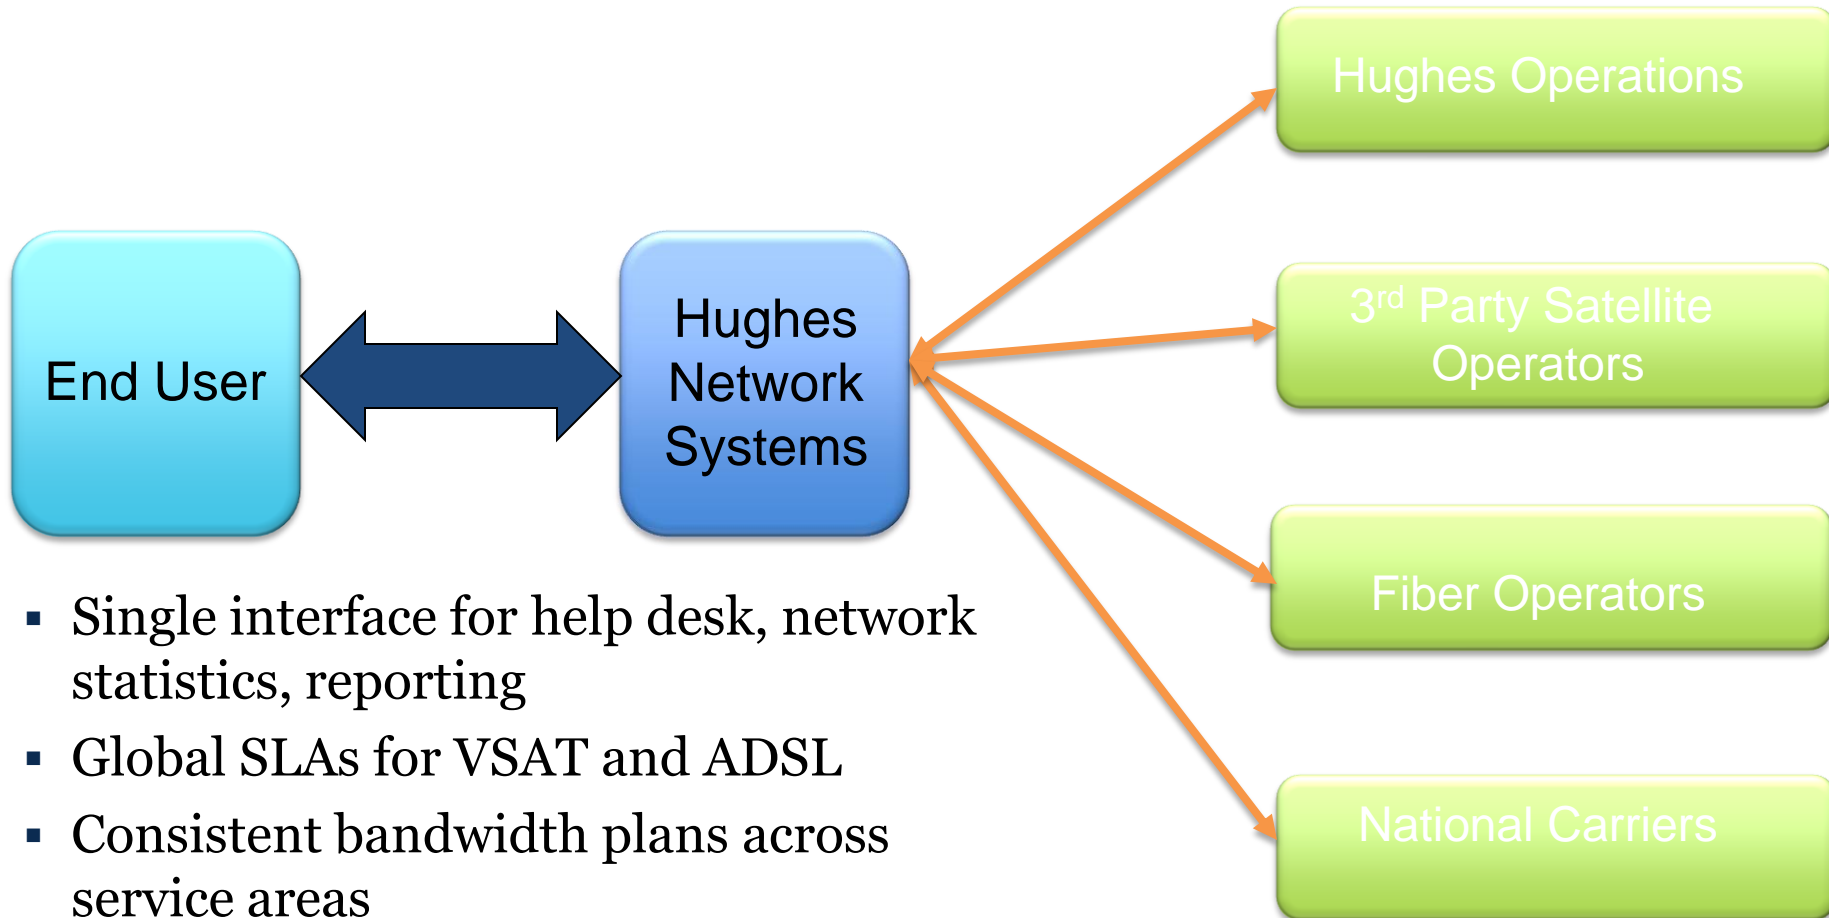 Hughes Operations
3rd Party Satellite
Operators
End User
Hughes
Network
Systems
Fiber Operators
National Carriers
▪ Single interface for help desk, network
statistics, reporting
▪ Global SLAs for VSAT and ADSL
▪ Consistent bandwidth plans across
service areas